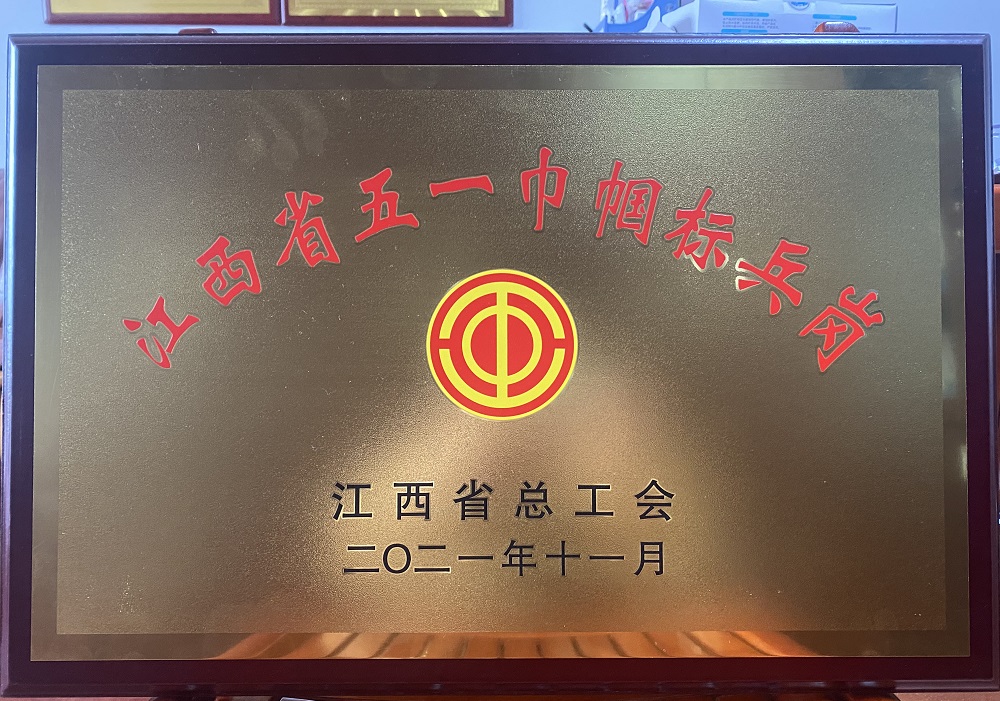 江西省五一巾帼标兵岗
江西省总工会
二〇二一年十一月